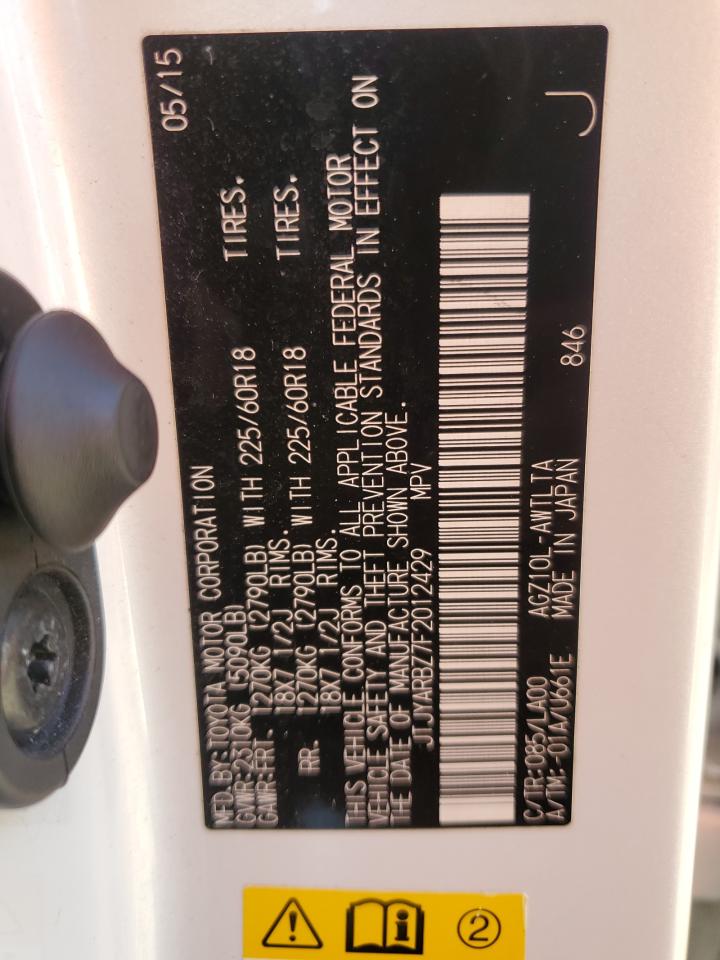 MFD BY: TOYOTA MOTOR CORPORATION 05/15
GVWR: 2310KG (5090LB)
GAWR: FRT. 1270KG (2790LB) WITH 225/60R18 TIRES.
18X7 1/2J RIMS.
RR. 1270KG (2790LB) WITH 225/60R18 TIRES.
18X7 1/2J RIMS.
THIS VEHICLE CONFORMS TO ALL APPLICABLE FEDERAL MOTOR
VEHICLE SAFETY AND THEFT PREVENTION STANDARDS IN EFFECT ON
THE DATE OF MANUFACTURE SHOWN ABOVE.
JTJYARBZ7F2012429 MPV
C/TR:085/LA00 AGZ10L-AWTLTA
A/TM:-01A/U661E MADE IN JAPAN 846 J
2